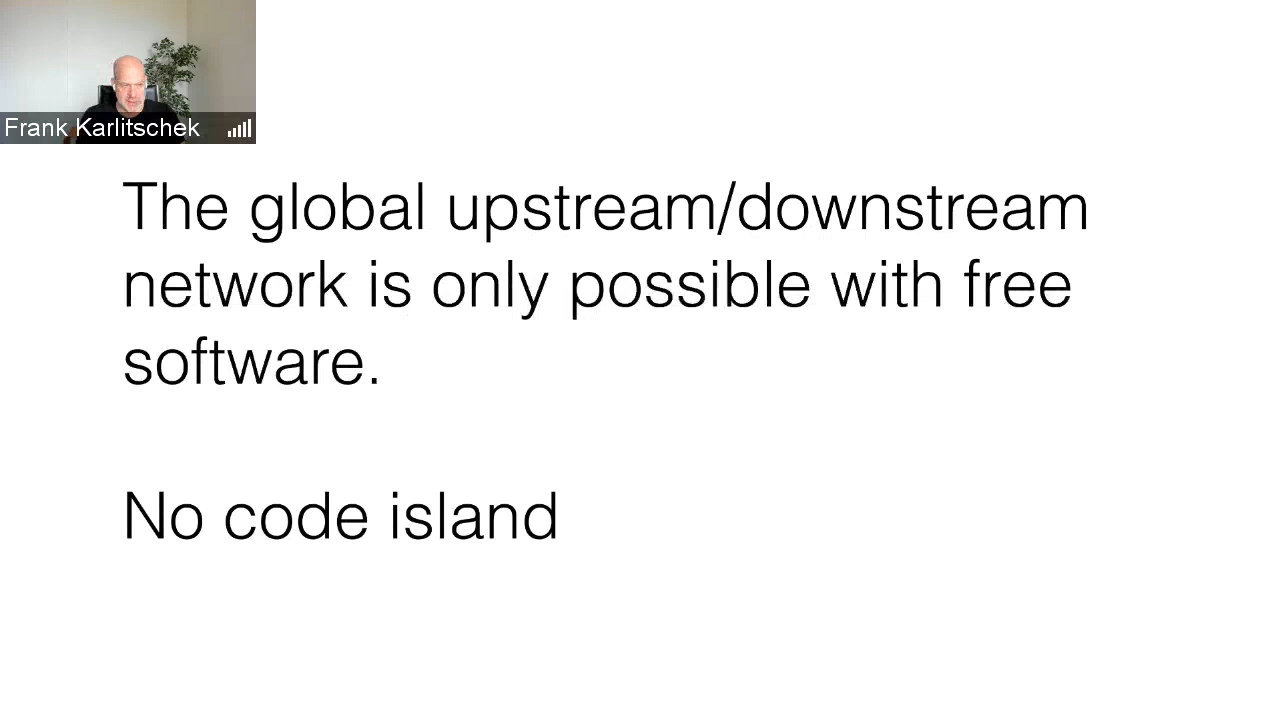 Frank Karlitschek
The global upstream/downstream
network is only possible with free
software.
No code island